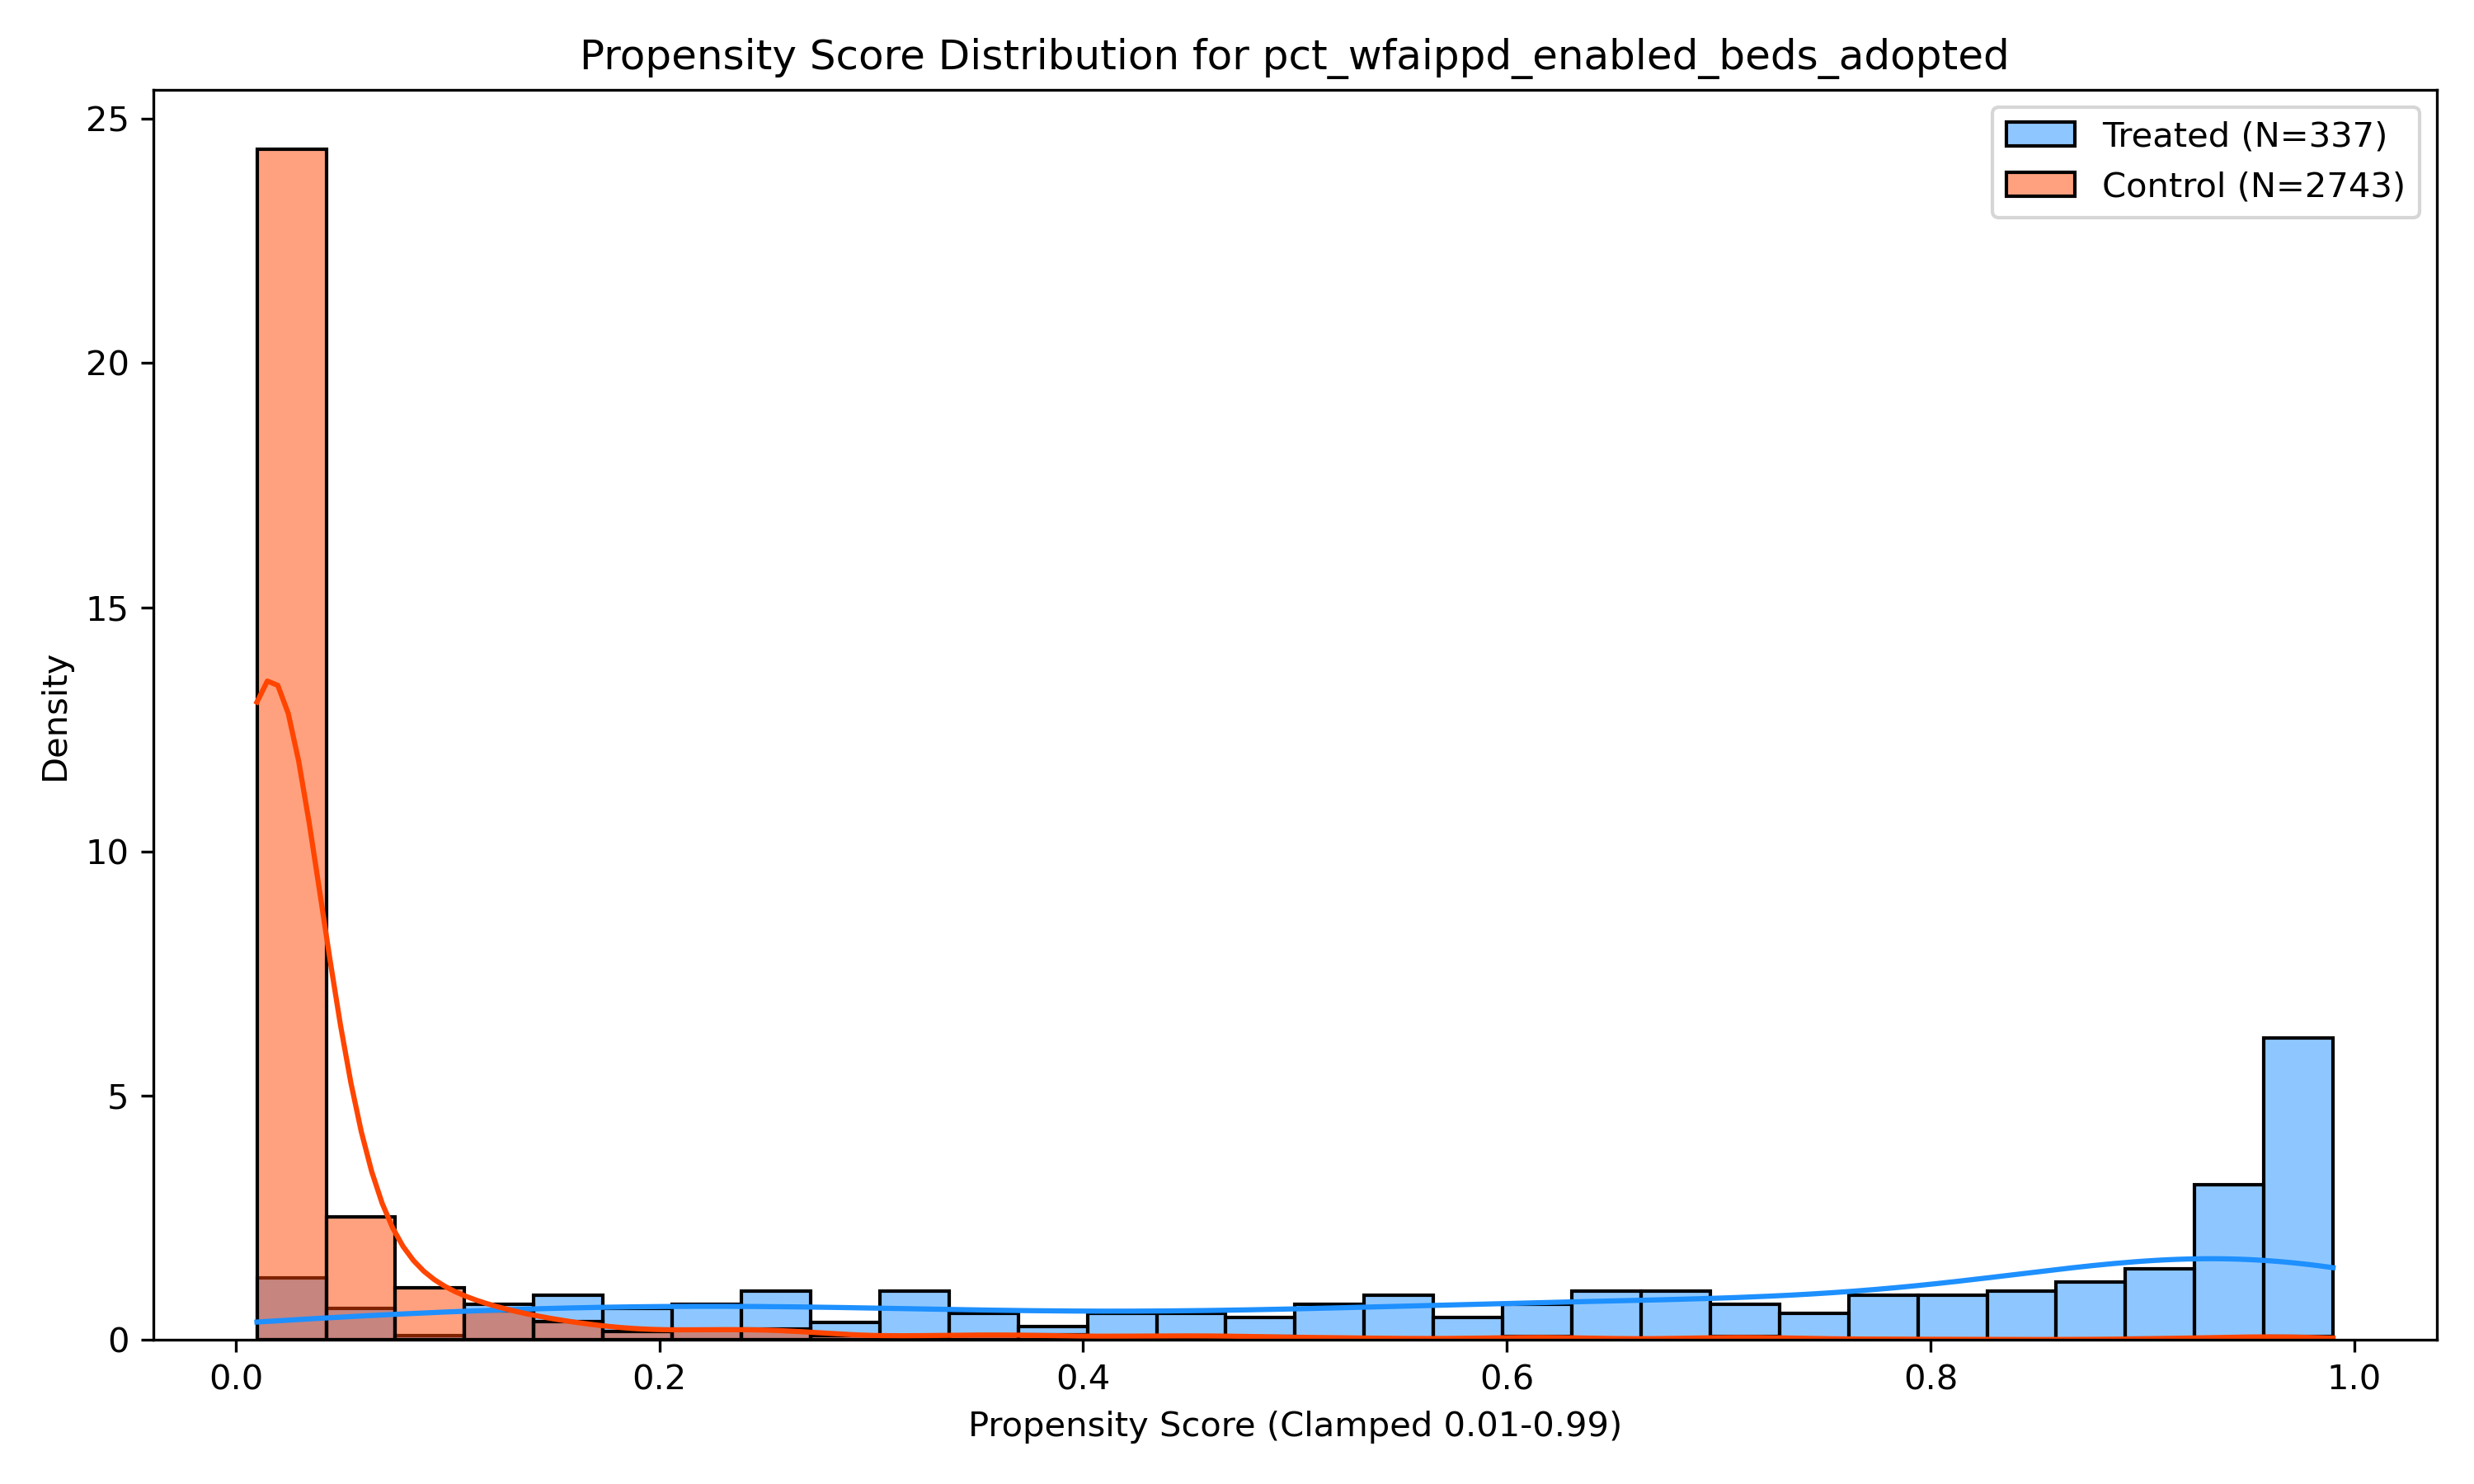 Propensity Score Distribution for pct_wfaippd_enabled_beds_adopted
Treated (N=337)
Control (N=2743)
Density
25
20
15
10
5
0
0.0
0.2
0.4
0.6
0.8
1.0
Propensity Score (Clamped 0.01-0.99)